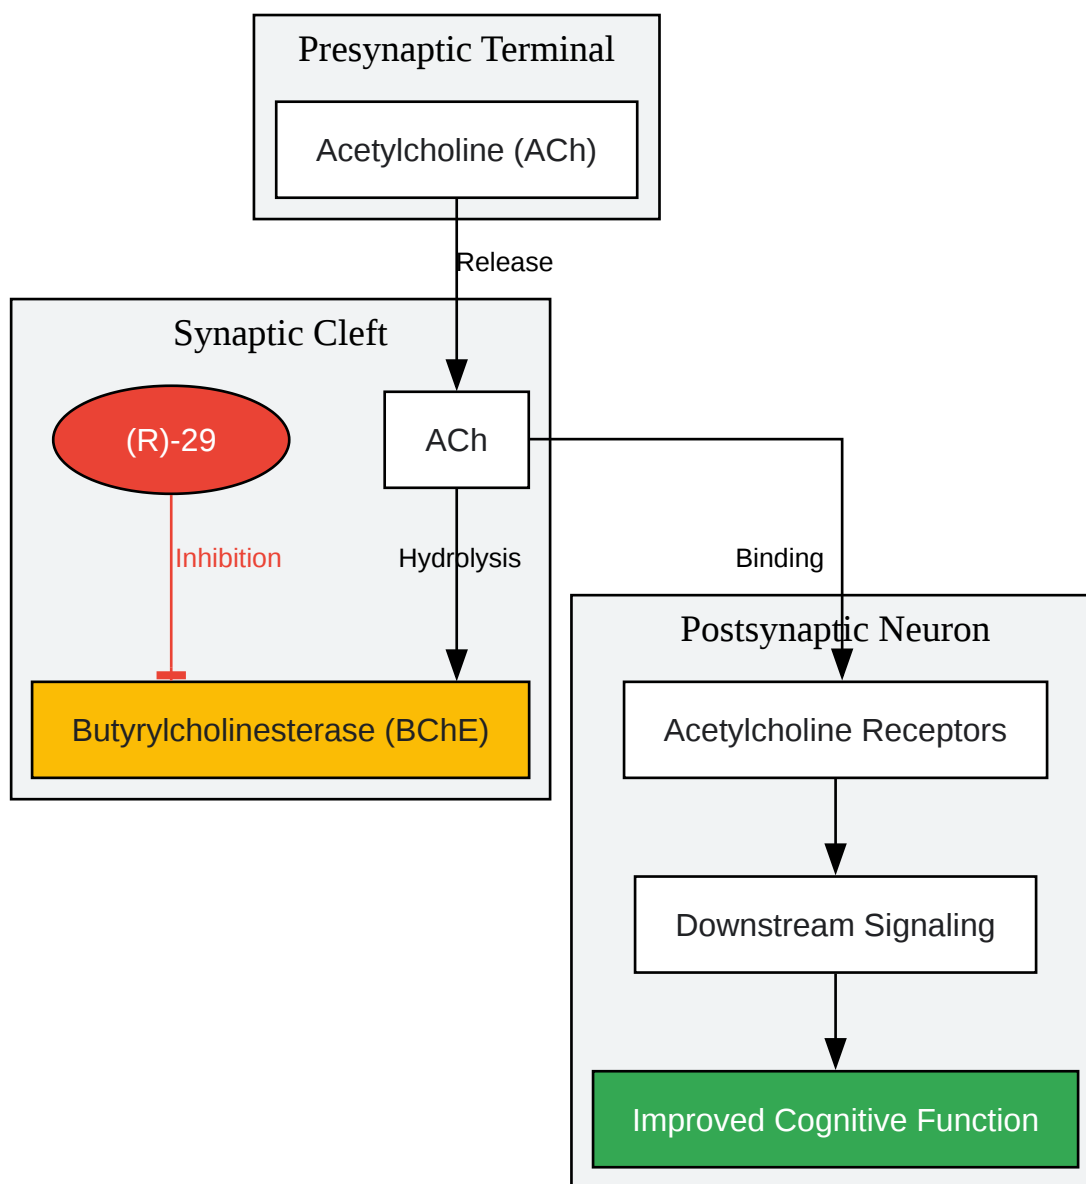 Presynaptic Terminal
Acetylcholine (ACh)
Release
Synaptic Cleft
(R)-29
ACh
Inhibition
Hydrolysis
Binding
Postsynaptic Neuron
Butyrylcholinesterase (BChE)
Acetylcholine Receptors
Downstream Signaling
Improved Cognitive Function